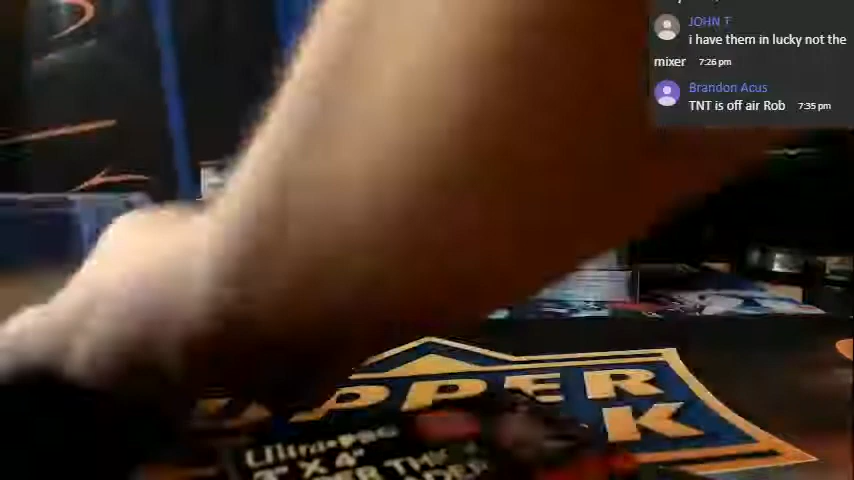 JOHN T
i have them in lucky not the
mixer 7:26 pm
Brandon Acus
TNT is off air Rob 7:35 pm
PPER
K
Ultra•PRO
3" X 4"